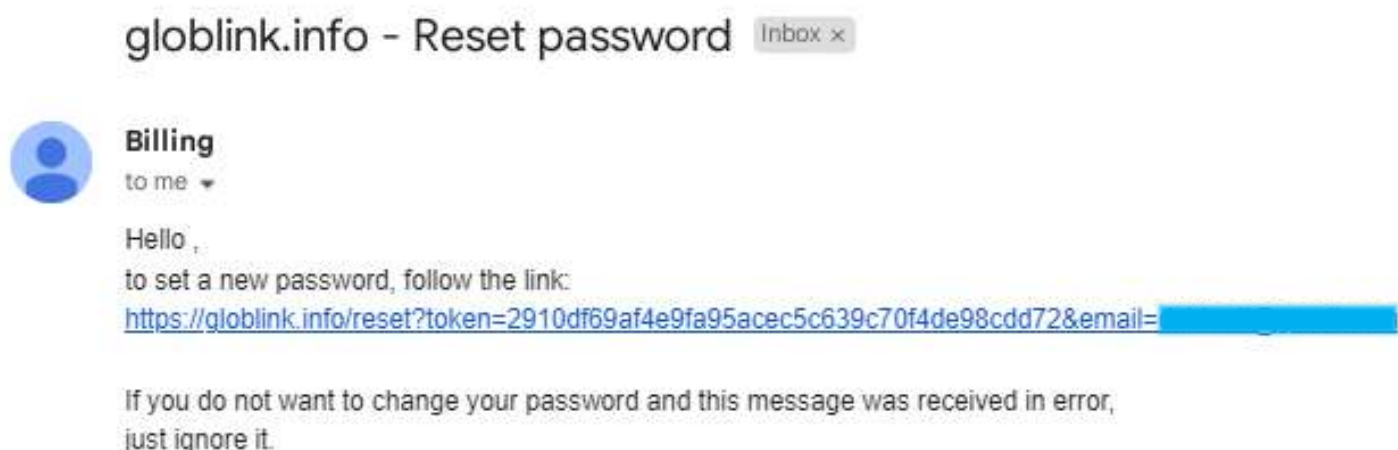 globlink.info - Reset password Inbox ×
Billing
to me
Hello ,
to set a new password, follow the link:
https://globlink.info/reset?token=2910df69af4e9fa95acec5c639c70f4de98cdd72&email=
If you do not want to change your password and this message was received in error,
just ignore it.